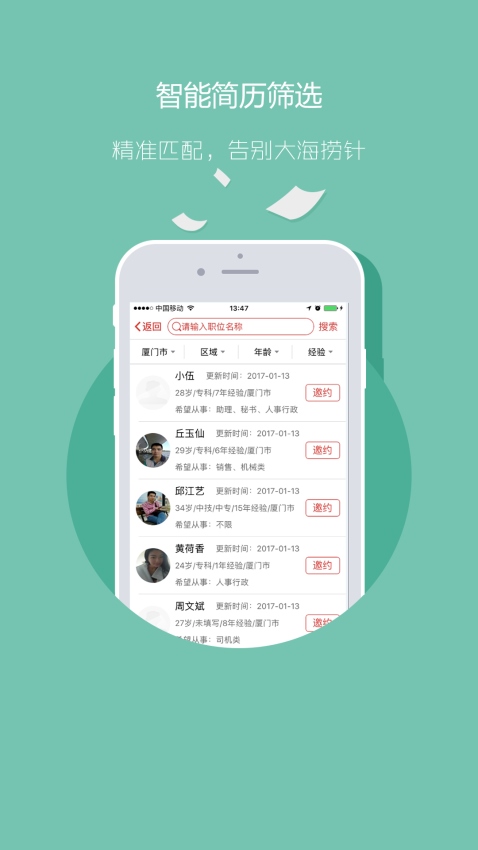 智能简历筛选
精准匹配，告别大海捞针
中国移动 13:47
返回 请输入职位名称 搜索
厦门市 区域 年龄 经验
小伍 更新时间：2017-01-13
28岁/专科/7年经验/厦门市 邀约
希望从事：助理、秘书、人事行政
丘玉仙 更新时间：2017-01-13
29岁/专科/6年经验/厦门市 邀约
希望从事：销售、机械类
邱江艺 更新时间：2017-01-13
34岁/中技/中专/15年经验/厦门市 邀约
希望从事：不限
黄荷香 更新时间：2017-01-13
24岁/专科/1年经验/厦门市 邀约
希望从事：人事行政
周文斌 更新时间：2017-01-13
27岁/未填写/8年经验/厦门市 邀约
希望从事：司机类